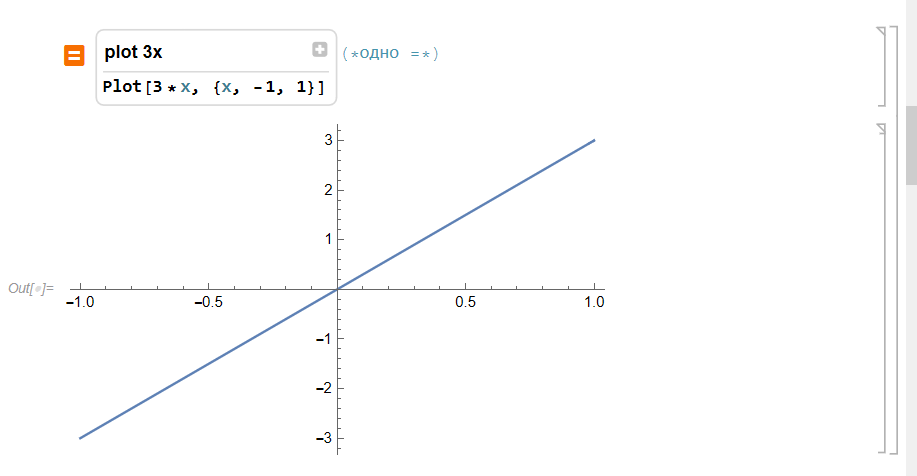 plot 3x
(*одно =*)
Plot[3*x, {x, -1, 1}]
3
2
1
Out[•]=
-1.0
-0.5
0.5
1.0
-1
-2
-3